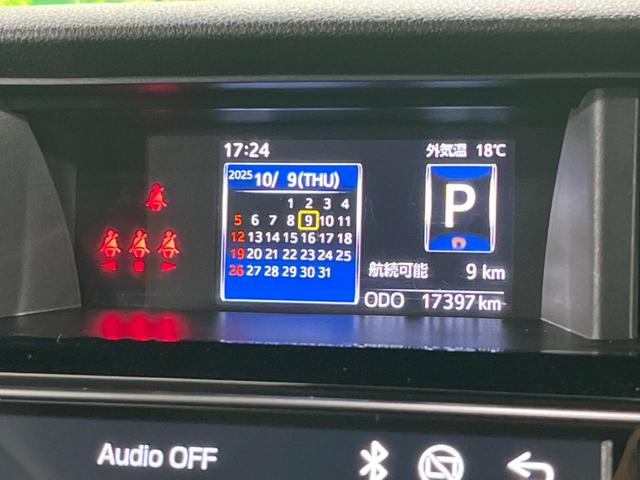 17:24
外気温 18℃
2025 10/ 9(THU)
1 2 3 4
5 6 7 8 9 10 11
12 13 14 15 16 17 18
19 20 21 22 23 24 25
26 27 28 29 30 31
P
航続可能 9 km
ODO 17397 km
Audio OFF